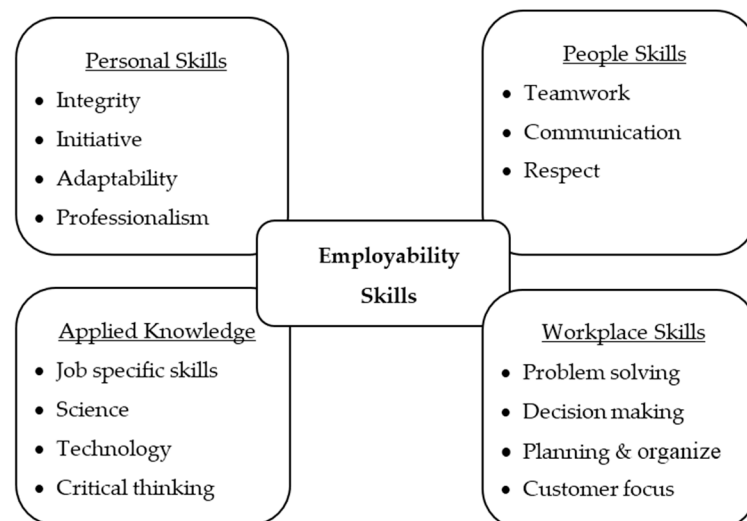 Personal Skills
• Integrity
• Initiative
• Adaptability
• Professionalism
People Skills
• Teamwork
• Communication
• Respect
Employability
Skills
Applied Knowledge
• Job specific skills
• Science
• Technology
• Critical thinking
Workplace Skills
• Problem solving
• Decision making
• Planning & organize
• Customer focus